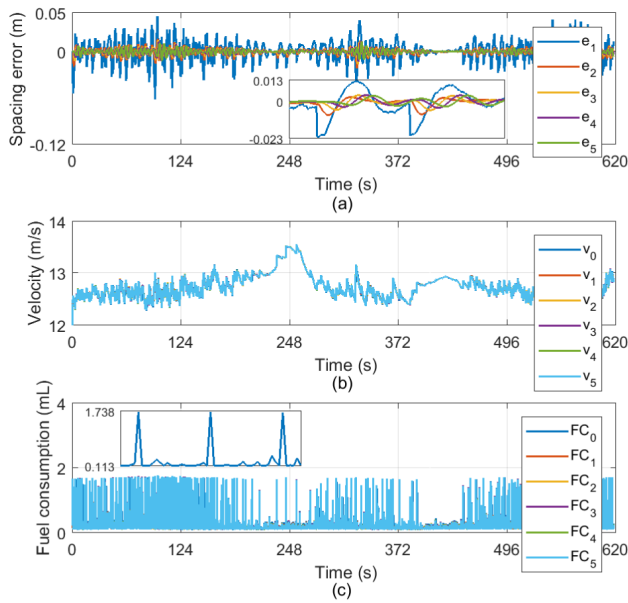 0.05
0
-0.12
Spacing error (m)
0.013
0
-0.023
e1
e2
e3
e4
e5
0 124 248 372 496 620
Time (s)
(a)
14
13
12
Velocity (m/s)
v0
v1
v2
v3
v4
v5
0 124 248 372 496 620
Time (s)
(b)
4
2
0
Fuel consumption (mL)
1.738
0.113
FC0
FC1
FC2
FC3
FC4
FC5
0 124 248 372 496 620
Time (s)
(c)